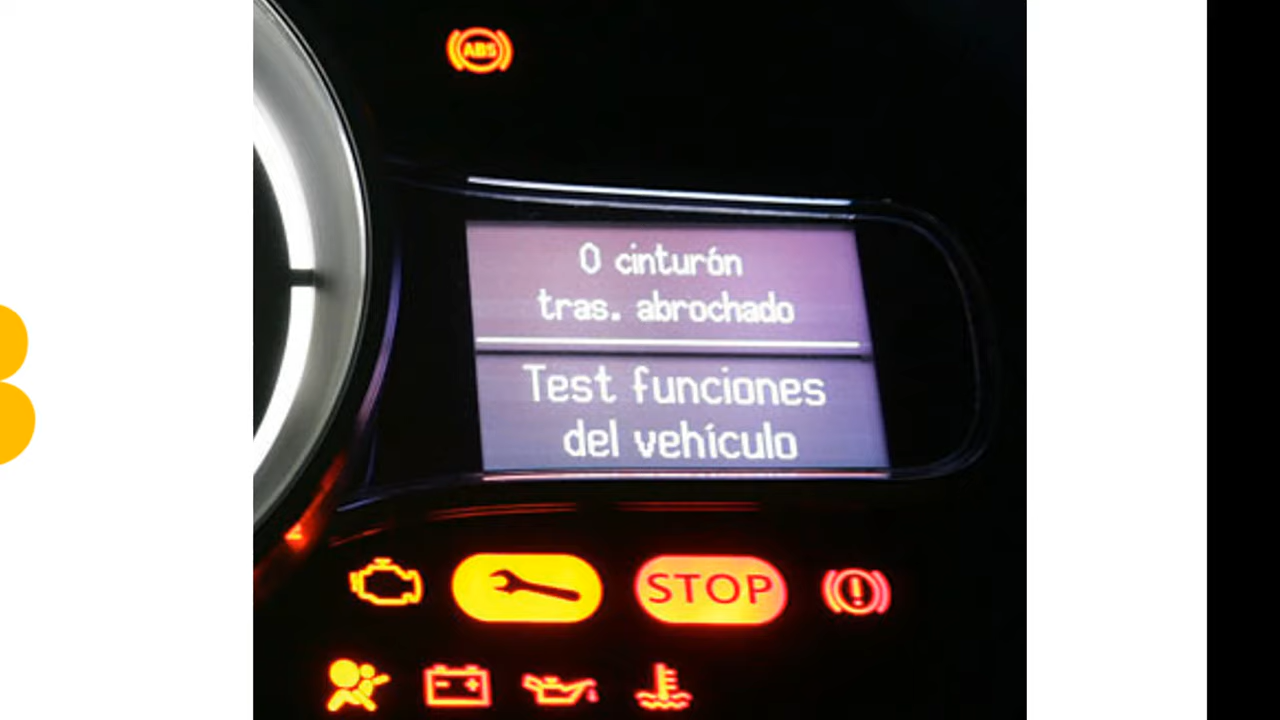 ABS
0 cinturón
tras. abrochado
Test funciones
del vehículo
STOP